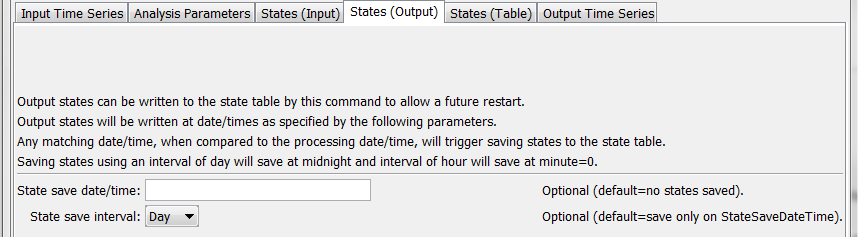 Input Time Series Analysis Parameters States (Input) States (Output) States (Table) Output Time Series
Output states can be written to the state table by this command to allow a future restart.
Output states will be written at date/times as specified by the following parameters.
Any matching date/time, when compared to the processing date/time, will trigger saving states to the state table.
Saving states using an interval of day will save at midnight and interval of hour will save at minute=0.
State save date/time: Optional (default=no states saved).
State save interval: Day Optional (default=save only on StateSaveDateTime).